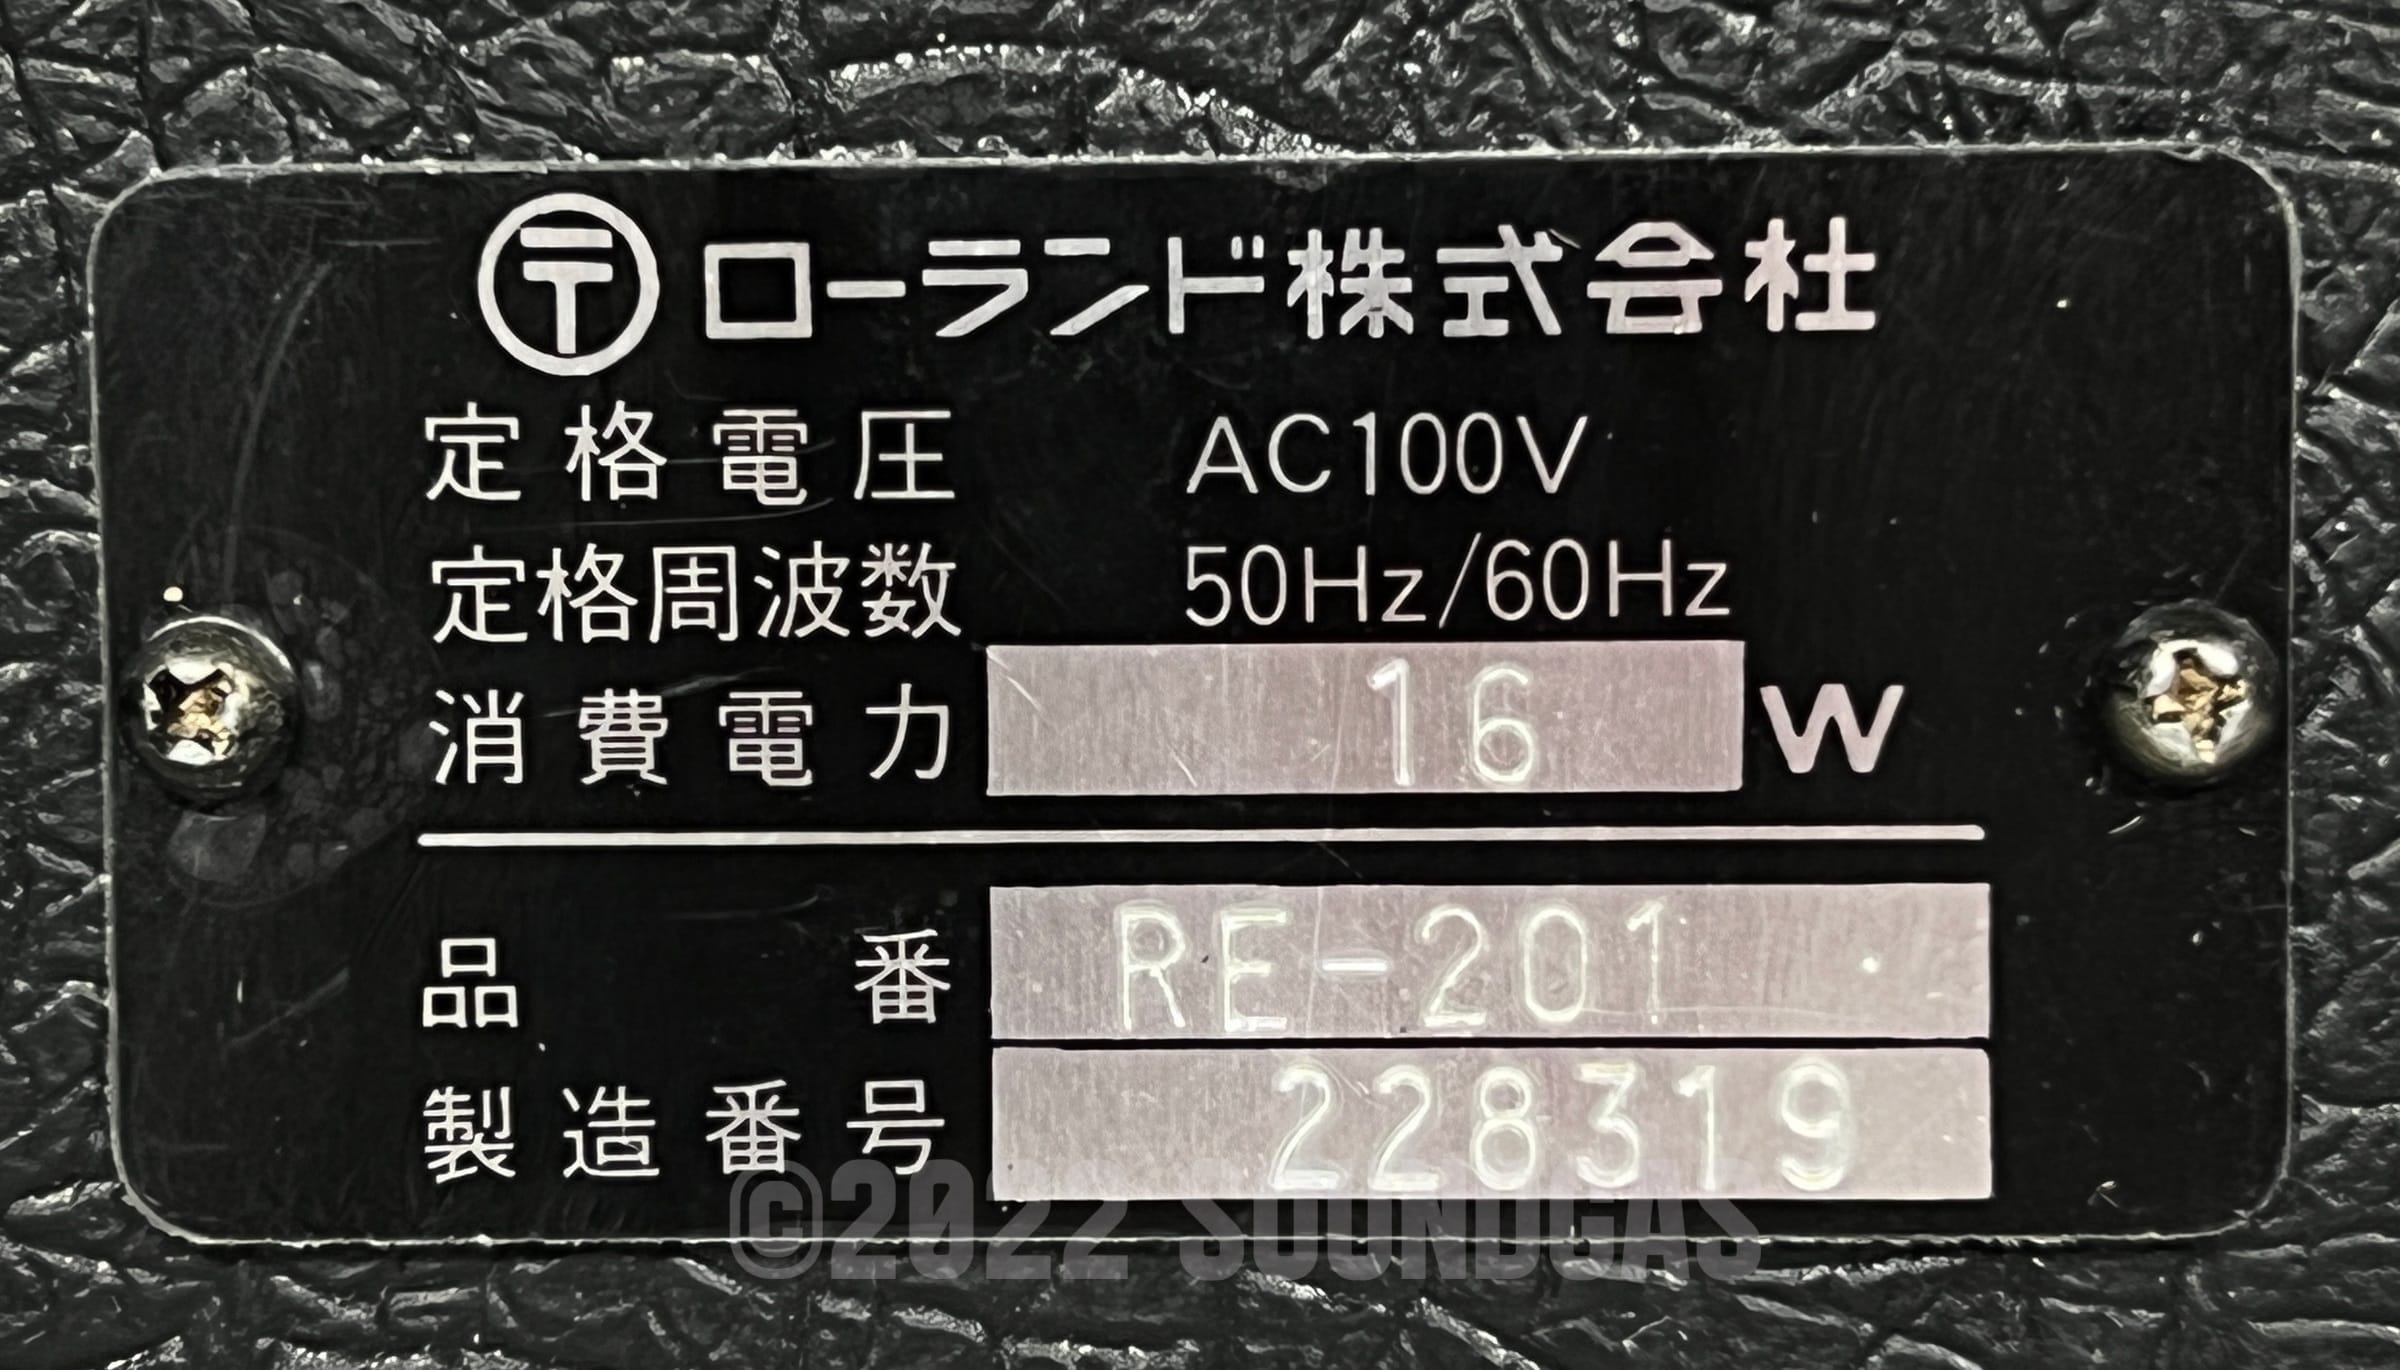 〶 ローランド株式会社
定格電圧 AC100V
定格周波数 50Hz/60Hz
消費電力 16 W
品番 RE-201
製造番号 228319
©2022 SOUNDGAS